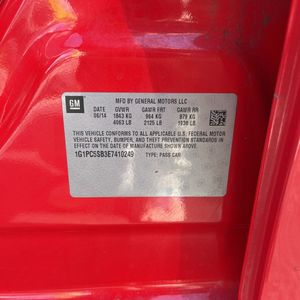 GM
MFD BY GENERAL MOTORS LLC
DATE GVWR GAWR FRT GAWR RR
06/14 1843 KG 964 KG 879 KG
4063 LB 2125 LB 1938 LB
THIS VEHICLE CONFORMS TO ALL APPLICABLE U.S. FEDERAL MOTOR
VEHICLE SAFETY, BUMPER, AND THEFT PREVENTION STANDARDS IN
EFFECT ON THE DATE OF MANUFACTURE SHOWN ABOVE.
1G1PC5SB3E7410249 TYPE: PASS CAR